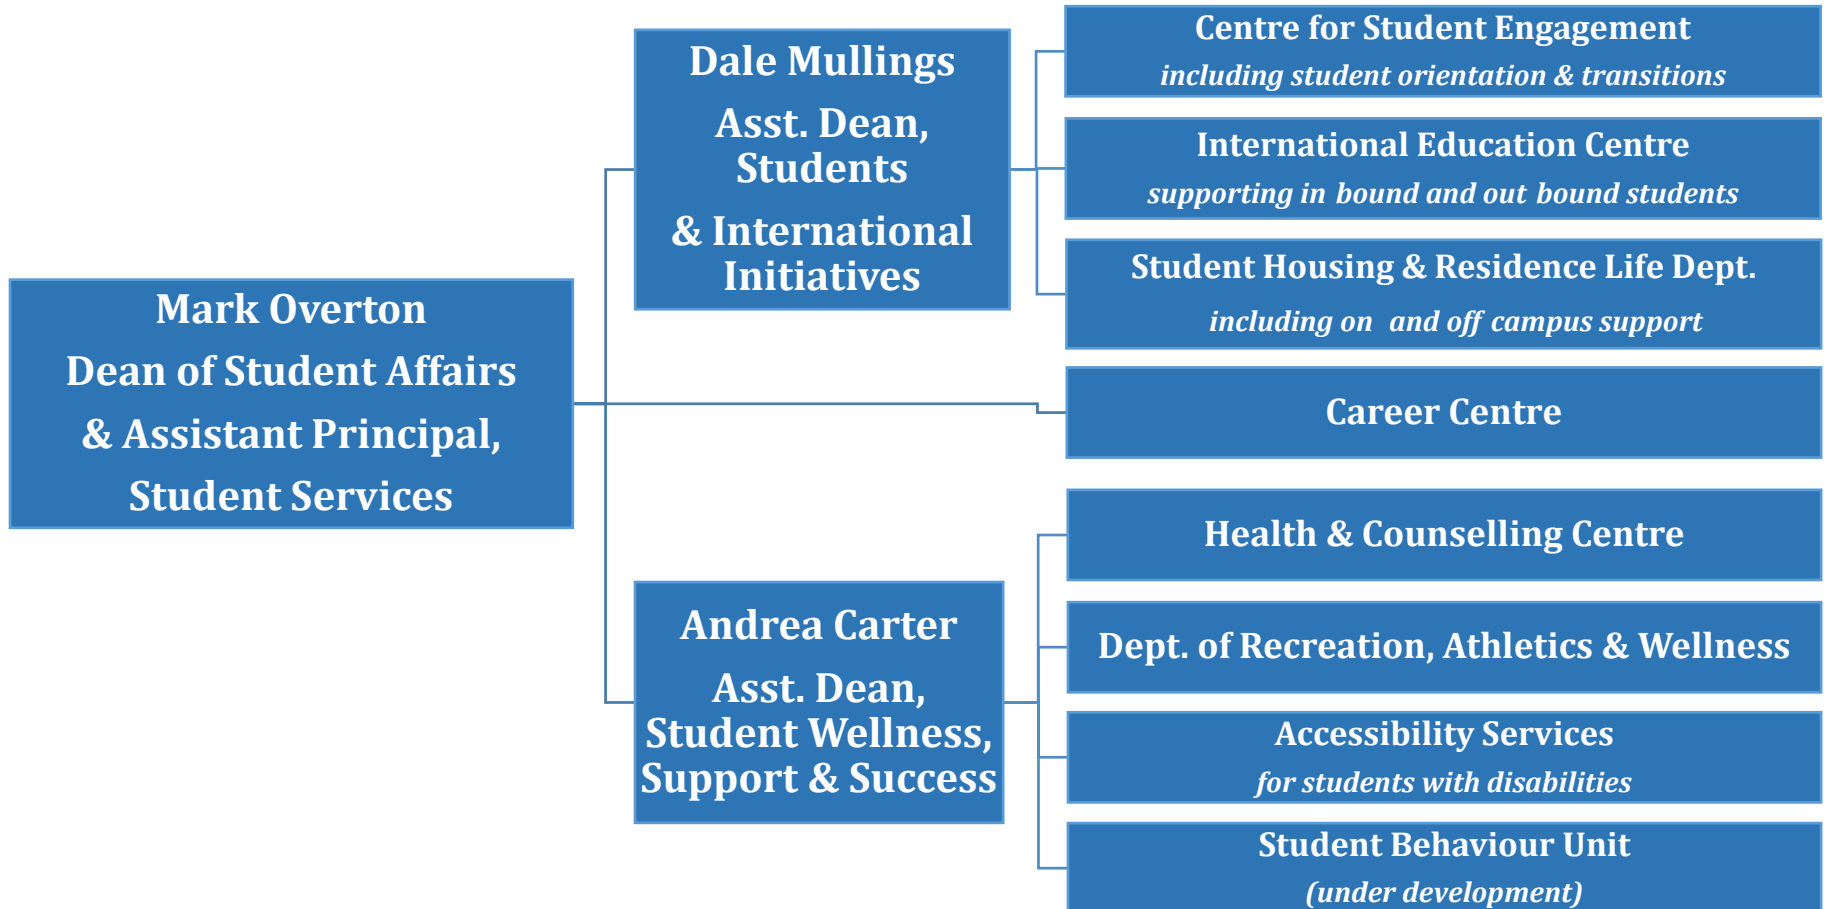 Mark Overton
Dean of Student Affairs
& Assistant Principal,
Student Services
Dale Mullings
Asst. Dean,
Students
& International
Initiatives
Centre for Student Engagement
including student orientation & transitions
International Education Centre
supporting in bound and out bound students
Student Housing & Residence Life Dept.
including on and off campus support
Career Centre
Andrea Carter
Asst. Dean,
Student Wellness,
Support & Success
Health & Counselling Centre
Dept. of Recreation, Athletics & Wellness
Accessibility Services
for students with disabilities
Student Behaviour Unit
(under development)